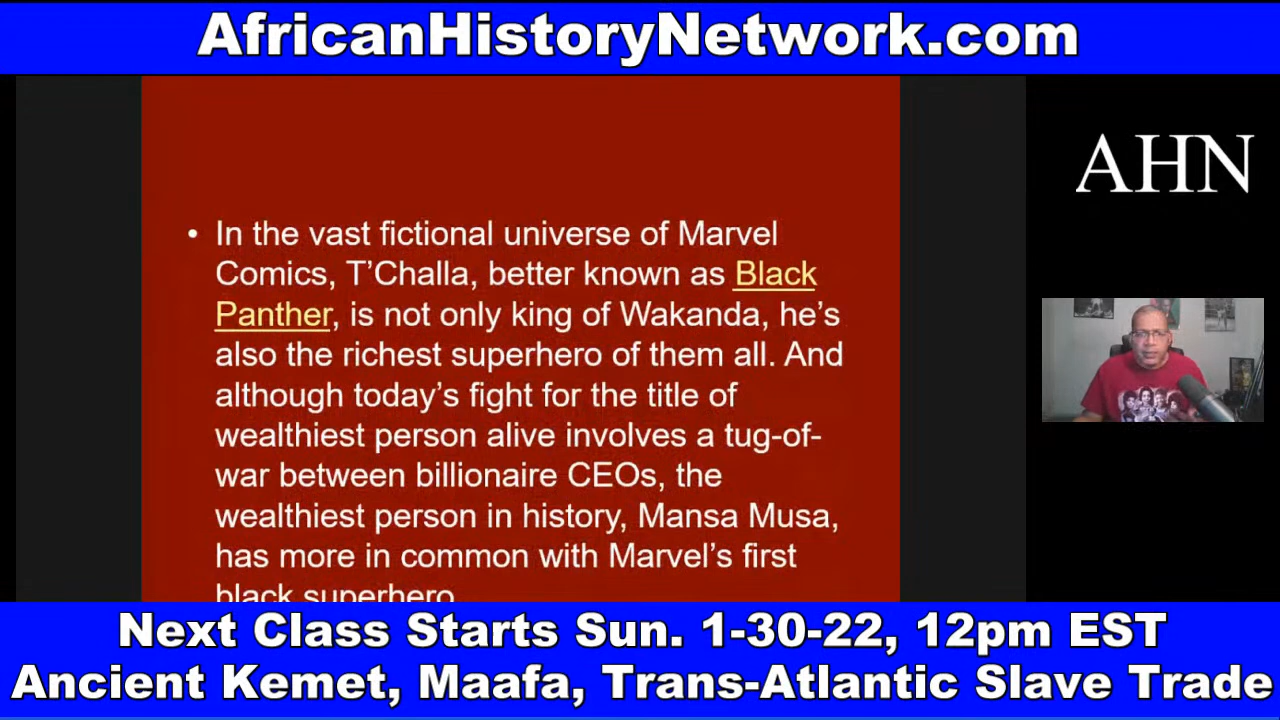 AfricanHistoryNetwork.com
AHN
• In the vast fictional universe of Marvel
Comics, T’Challa, better known as Black
Panther, is not only king of Wakanda, he’s
also the richest superhero of them all. And
although today’s fight for the title of
wealthiest person alive involves a tug-of-
war between billionaire CEOs, the
wealthiest person in history, Mansa Musa,
has more in common with Marvel’s first
black superhero.
Next Class Starts Sun. 1-30-22, 12pm EST
Ancient Kemet, Maafa, Trans-Atlantic Slave Trade